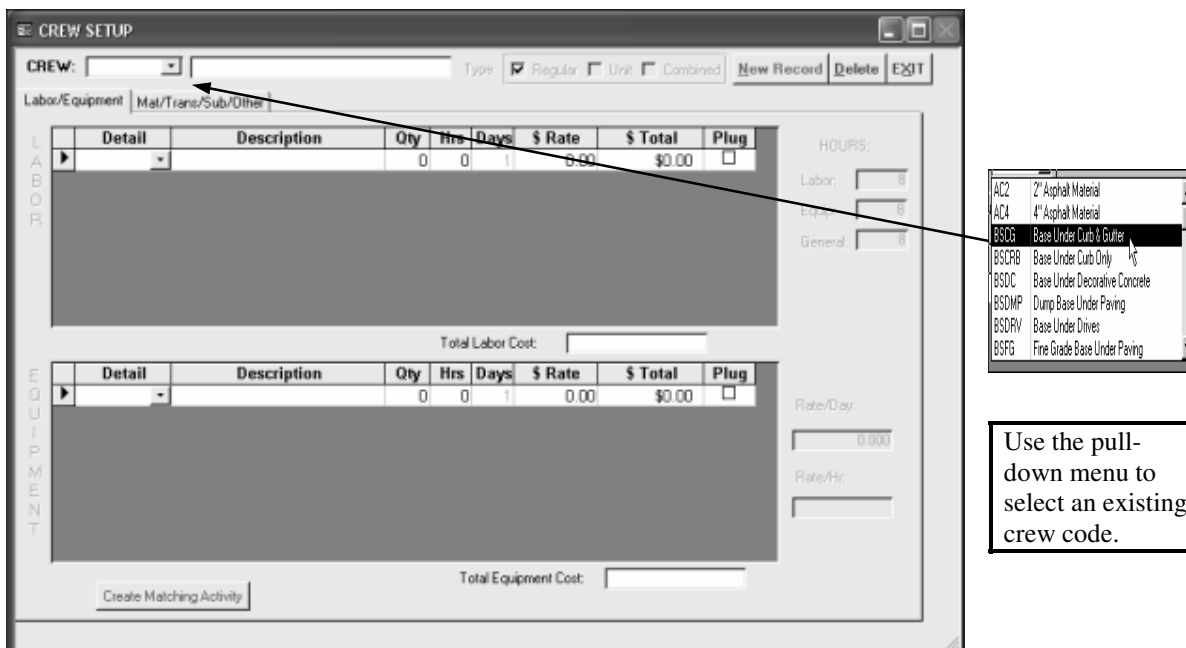 CREW SETUP
CREW: Type Regular Unit Combined New Record Delete EXIT
Labor/Equipment Mat/Trans/Sub/Other
LABOR
Detail Description Qty Hrs Days $ Rate $ Total Plug
0 0 1 0.00 $0.00
HOURS:
Labor: 8
Equip: 8
General: 8
Total Labor Cost:
EQUIPMENT
Detail Description Qty Hrs Days $ Rate $ Total Plug
0 0 1 0.00 $0.00
Rate/Day:
0.000
Rate/Hr:
Total Equipment Cost:
Create Matching Activity
AC2 2" Asphalt Material
AC4 4" Asphalt Material
BSCG Base Under Curb & Gutter
BSCRB Base Under Curb Only
BSDC Base Under Decorative Concrete
BSDMP Dump Base Under Paving
BSDRV Base Under Drives
BSFG Fine Grade Base Under Paving
Use the pull-
down menu to
select an existing
crew code.